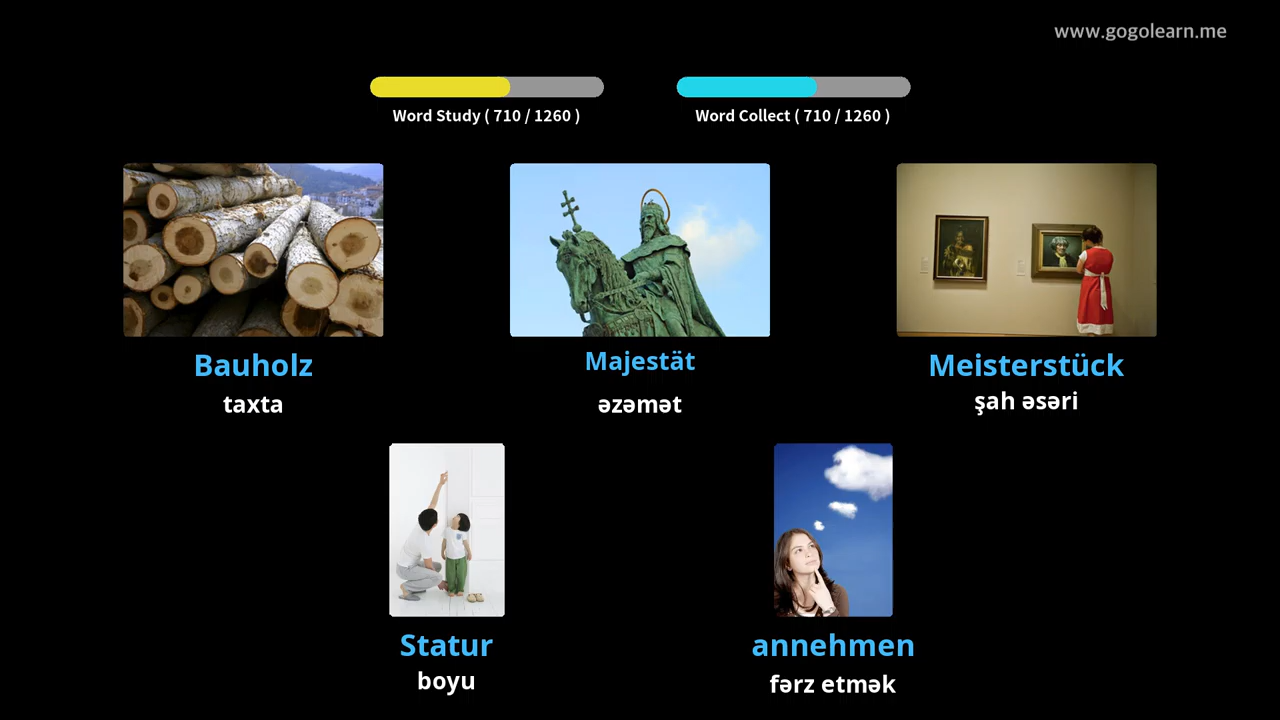 www.gogolearn.me
Word Study ( 710 / 1260 )
Word Collect ( 710 / 1260 )
Bauholz
taxta
Majestät
əzəmət
Meisterstück
şah əsəri
Statur
boyu
annehmen
fərz etmək